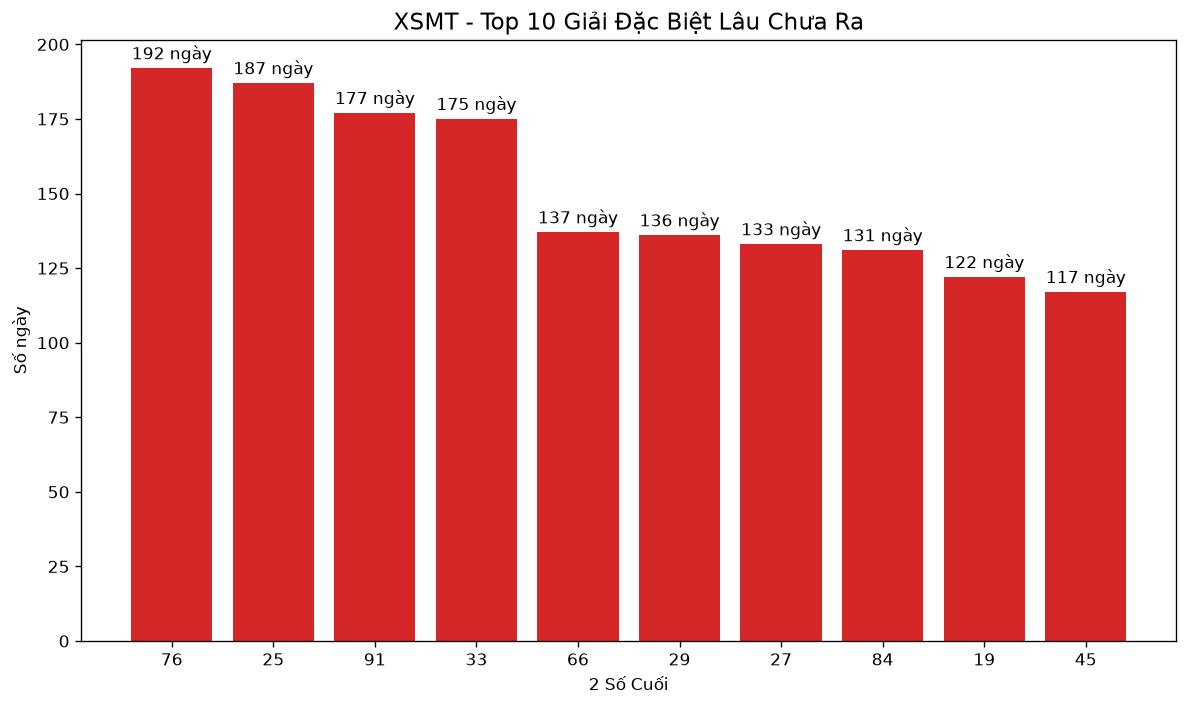 XSMT - Top 10 Giải Đặc Biệt Lâu Chưa Ra
Số ngày
200
175
150
125
100
75
50
25
0
192 ngày
187 ngày
177 ngày
175 ngày
137 ngày
136 ngày
133 ngày
131 ngày
122 ngày
117 ngày
76 25 91 33 66 29 27 84 19 45
2 Số Cuối